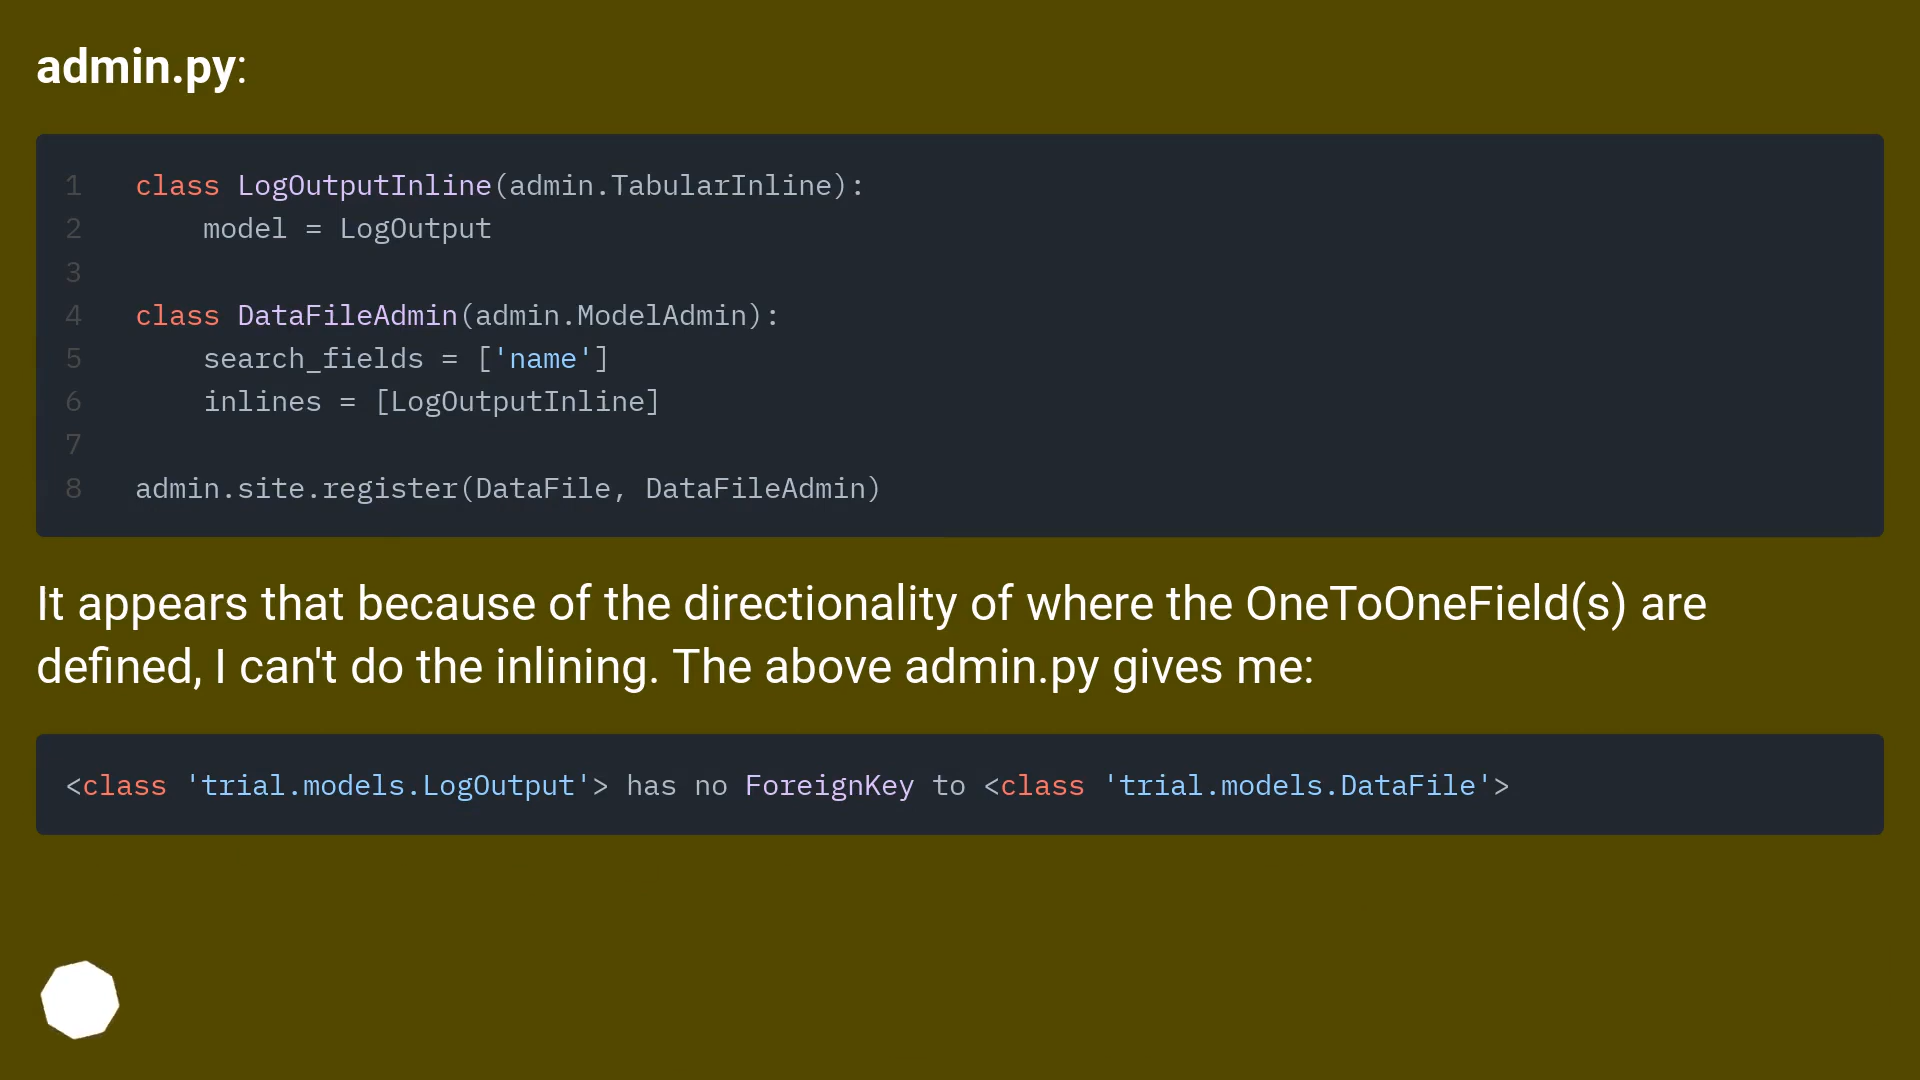 admin.py:
1 class LogOutputInline(admin.TabularInline):
2     model = LogOutput
3
4 class DataFileAdmin(admin.ModelAdmin):
5     search_fields = ['name']
6     inlines = [LogOutputInline]
7
8 admin.site.register(DataFile, DataFileAdmin)
It appears that because of the directionality of where the OneToOneField(s) are
defined, I can't do the inlining. The above admin.py gives me:
<class 'trial.models.LogOutput'> has no ForeignKey to <class 'trial.models.DataFile'>